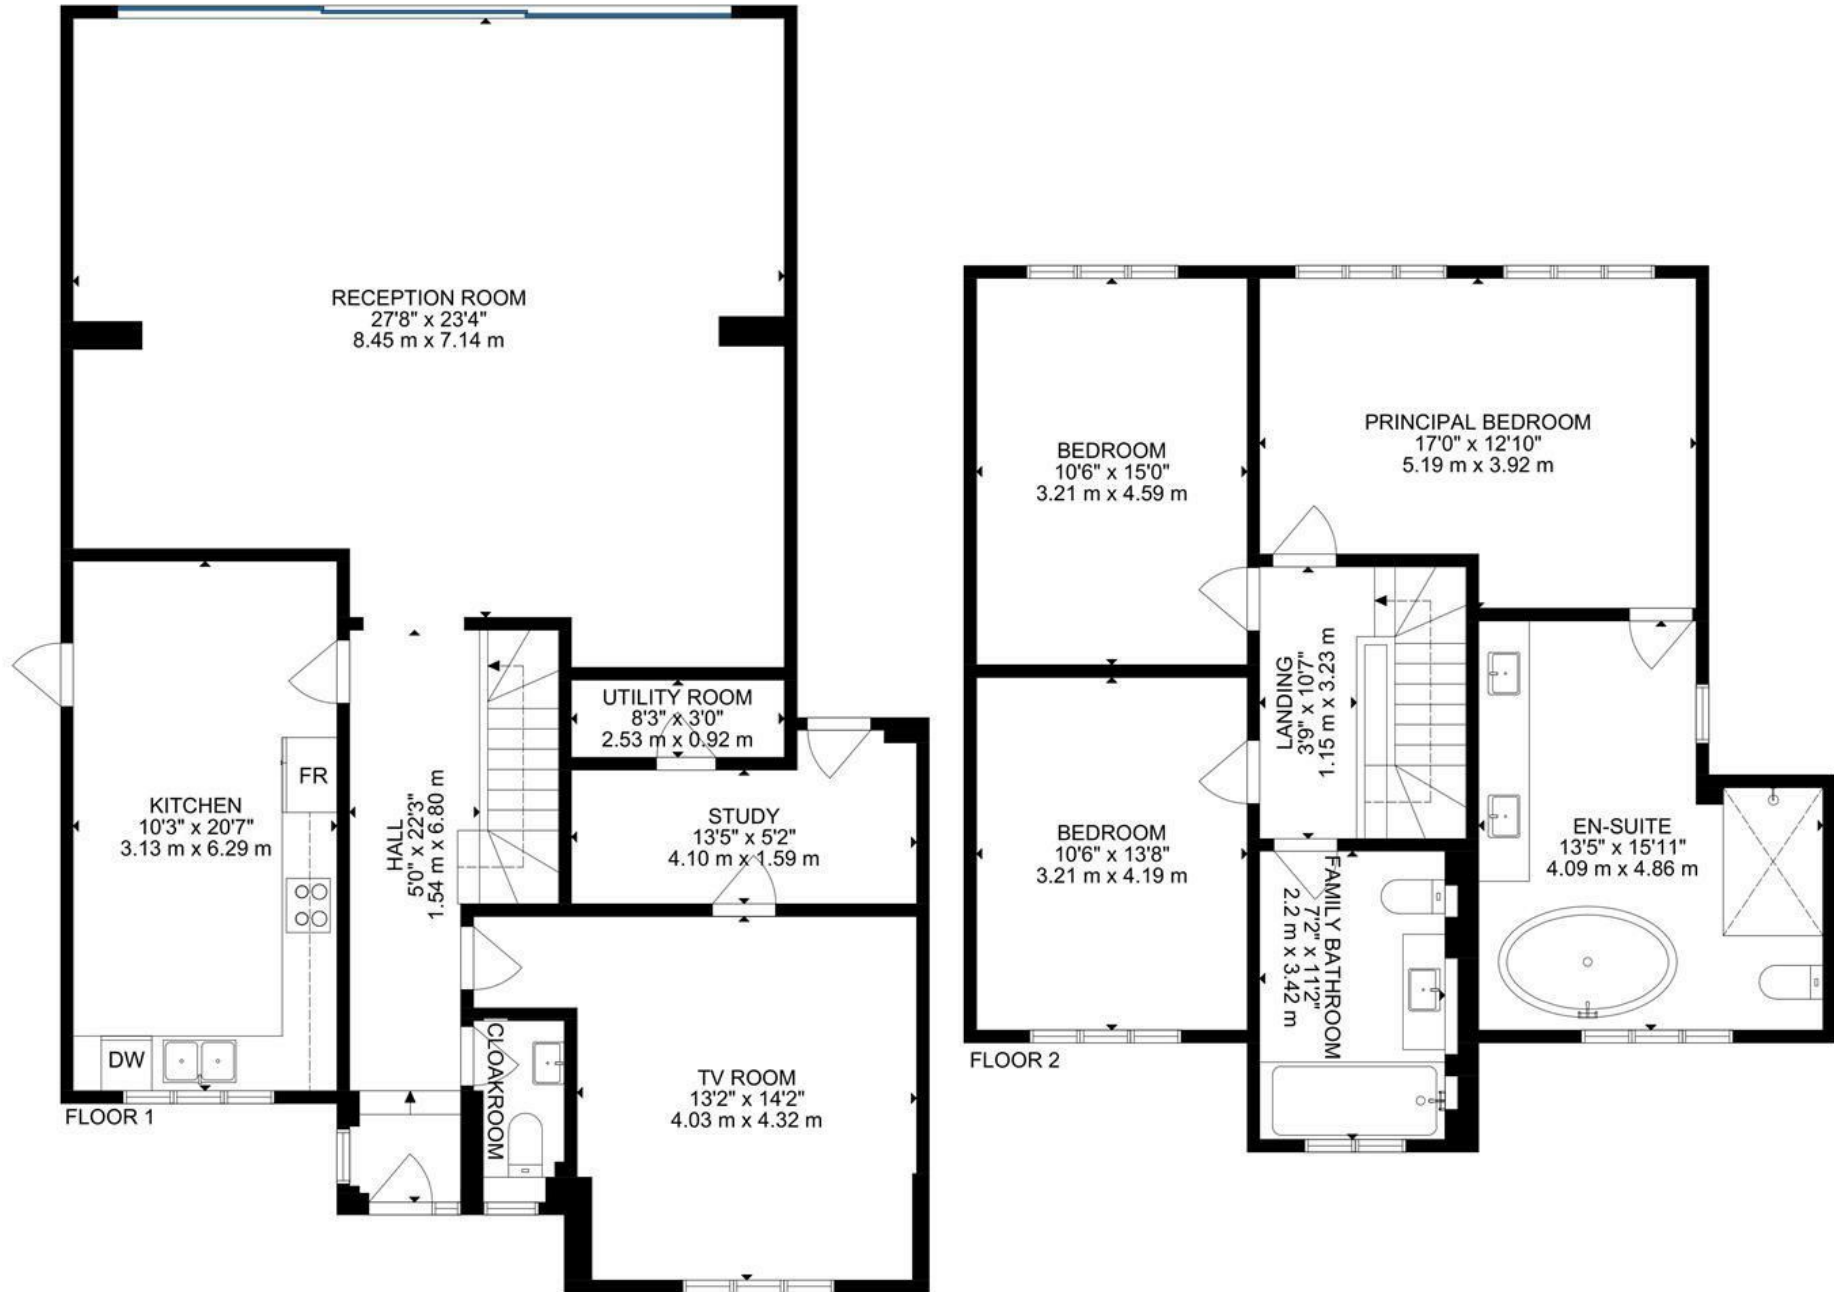 RECEPTION ROOM
27'8" x 23'4"
8.45 m x 7.14 m
UTILITY ROOM
8'3" x 3'0"
2.53 m x 0.92 m
KITCHEN
10'3" x 20'7"
3.13 m x 6.29 m
FR
HALL
5'0" x 22'3"
1.54 m x 6.80 m
STUDY
13'5" x 5'2"
4.10 m x 1.59 m
DW
CLOAKROOM
TV ROOM
13'2" x 14'2"
4.03 m x 4.32 m
FLOOR 1
BEDROOM
10'6" x 15'0"
3.21 m x 4.59 m
PRINCIPAL BEDROOM
17'0" x 12'10"
5.19 m x 3.92 m
LANDING
3'9" x 10'7"
1.15 m x 3.23 m
BEDROOM
10'6" x 13'8"
3.21 m x 4.19 m
FAMILY BATHROOM
7'2" x 11'2"
2.2 m x 3.42 m
EN-SUITE
13'5" x 15'11"
4.09 m x 4.86 m
FLOOR 2